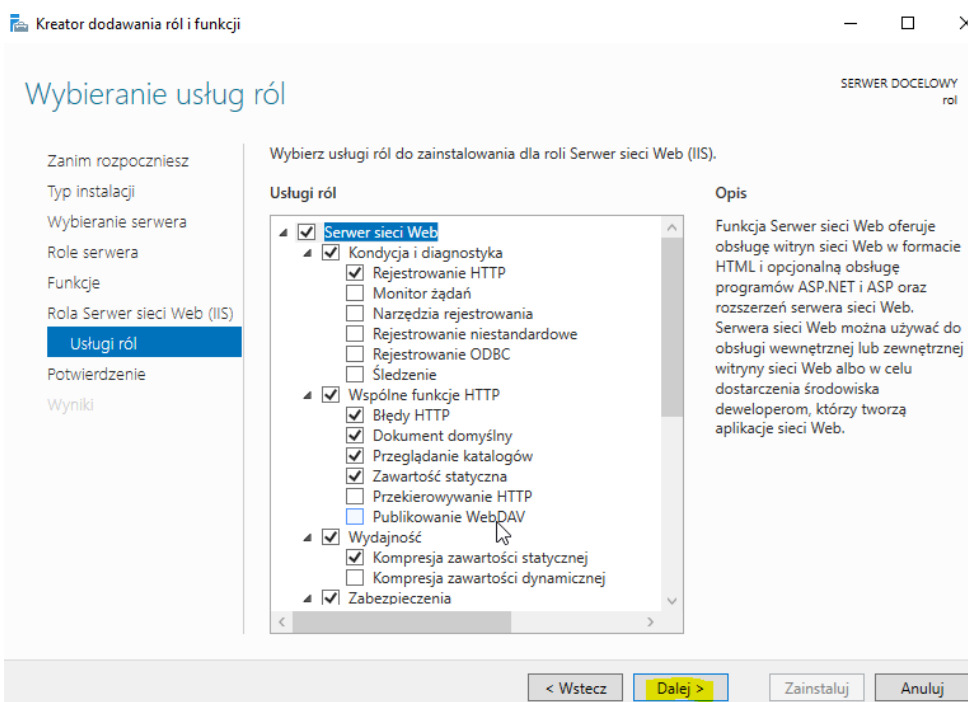 Kreator dodawania ról i funkcji
Wybieranie usług ról
SERWER DOCELOWY
rol
Zanim rozpoczniesz
Typ instalacji
Wybieranie serwera
Role serwera
Funkcje
Rola Serwer sieci Web (IIS)
Usługi ról
Potwierdzenie
Wyniki
Wybierz usługi ról do zainstalowania dla roli Serwer sieci Web (IIS).
Usługi ról
Serwer sieci Web
Kondycja i diagnostyka
Rejestrowanie HTTP
Monitor żądań
Narzędzia rejestrowania
Rejestrowanie niestandardowe
Rejestrowanie ODBC
Śledzenie
Wspólne funkcje HTTP
Błędy HTTP
Dokument domyślny
Przeglądanie katalogów
Zawartość statyczna
Przekierowywanie HTTP
Publikowanie WebDAV
Wydajność
Kompresja zawartości statycznej
Kompresja zawartości dynamicznej
Zabezpieczenia
Opis
Funkcja Serwer sieci Web oferuje
obsługę witryn sieci Web w formacie
HTML i opcjonalną obsługę
programów ASP.NET i ASP oraz
rozszerzeń serwera sieci Web.
Serwera sieci Web można używać do
obsługi wewnętrznej lub zewnętrznej
witryny sieci Web albo w celu
dostarczenia środowiska
deweloperom, którzy tworzą
aplikacje sieci Web.
< Wstecz
Dalej >
Zainstaluj
Anuluj